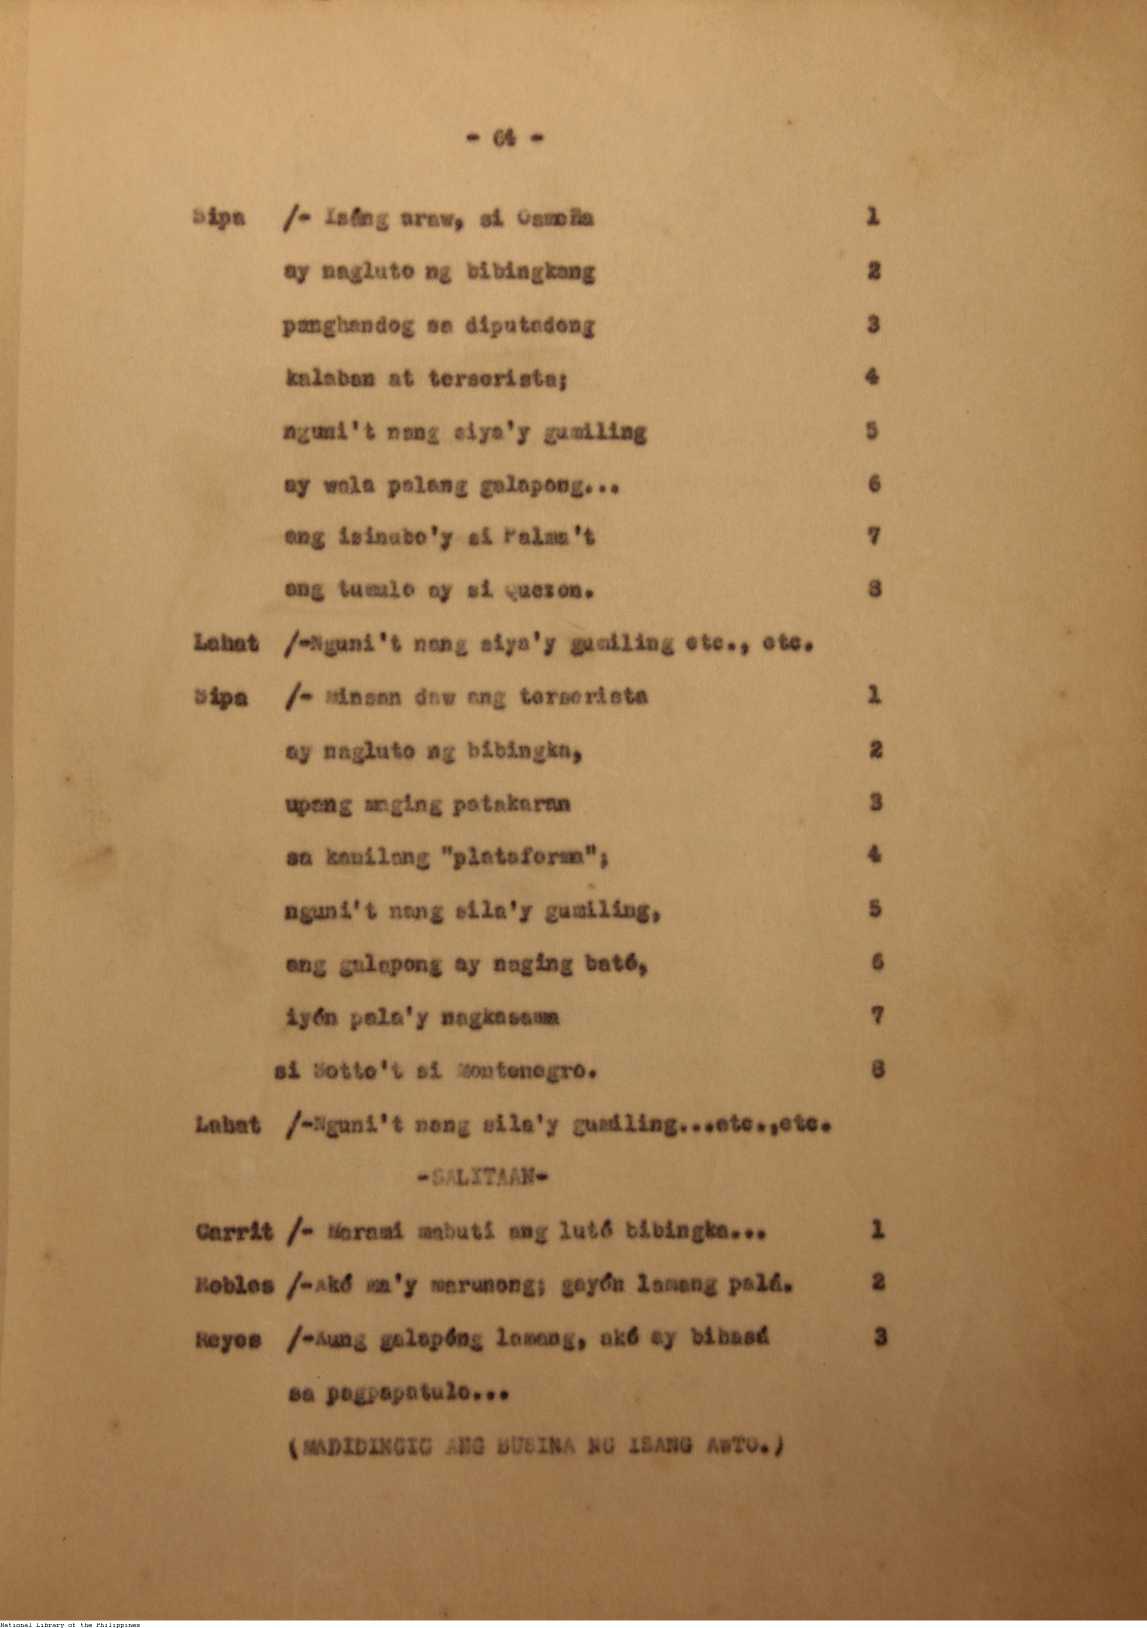 - 64 -
Sipa /- Isáng araw, si Osmeña 1
ay nagluto ng bibingkang 2
panghandog sa diputadong 3
kalaban at terserista; 4
nguni't nang siya'y gumiling 5
ay wala palang galapong... 6
ang isinubo'y si Palma't 7
ang tumulo ay si Quezon. 8
Lahat /-Nguni't nang siya'y gumiling etc., etc.
Sipa /- Minsan daw ang terserista 1
ay nagluto ng bibingka, 2
upang maging patakaran 3
sa kanilang "plataforma"; 4
nguni't nang sila'y gumiling, 5
ang galapong ay naging bató, 6
iyón pala'y nagkasama 7
si Sotto't si Montenegro. 8
Lahat /-Nguni't nang sila'y gumiling...etc.,etc.
-SALITAAN-
Garrit /- Marami mabuti ang lutó bibingka... 1
Robles /-Akó ma'y marunong; gayón lamang palá. 2
Reyes /-Kung galapóng lamang, akó ay bihasá 3
sa pagpapatulo...
(MADIDINGIG ANG BUSINA NG ISANG AWTO.)
National Library of the Philippines